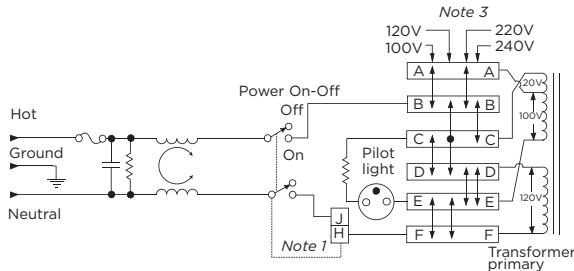 Note 3
120V
220V
100V
240V
A
A
20V
Power On-Off
Off
B
B
100V
Hot
C
C
Ground
On
Pilot
light
D
D
120V
E
E
Neutral
J
H
Note 1
F
F
Transformer
primary